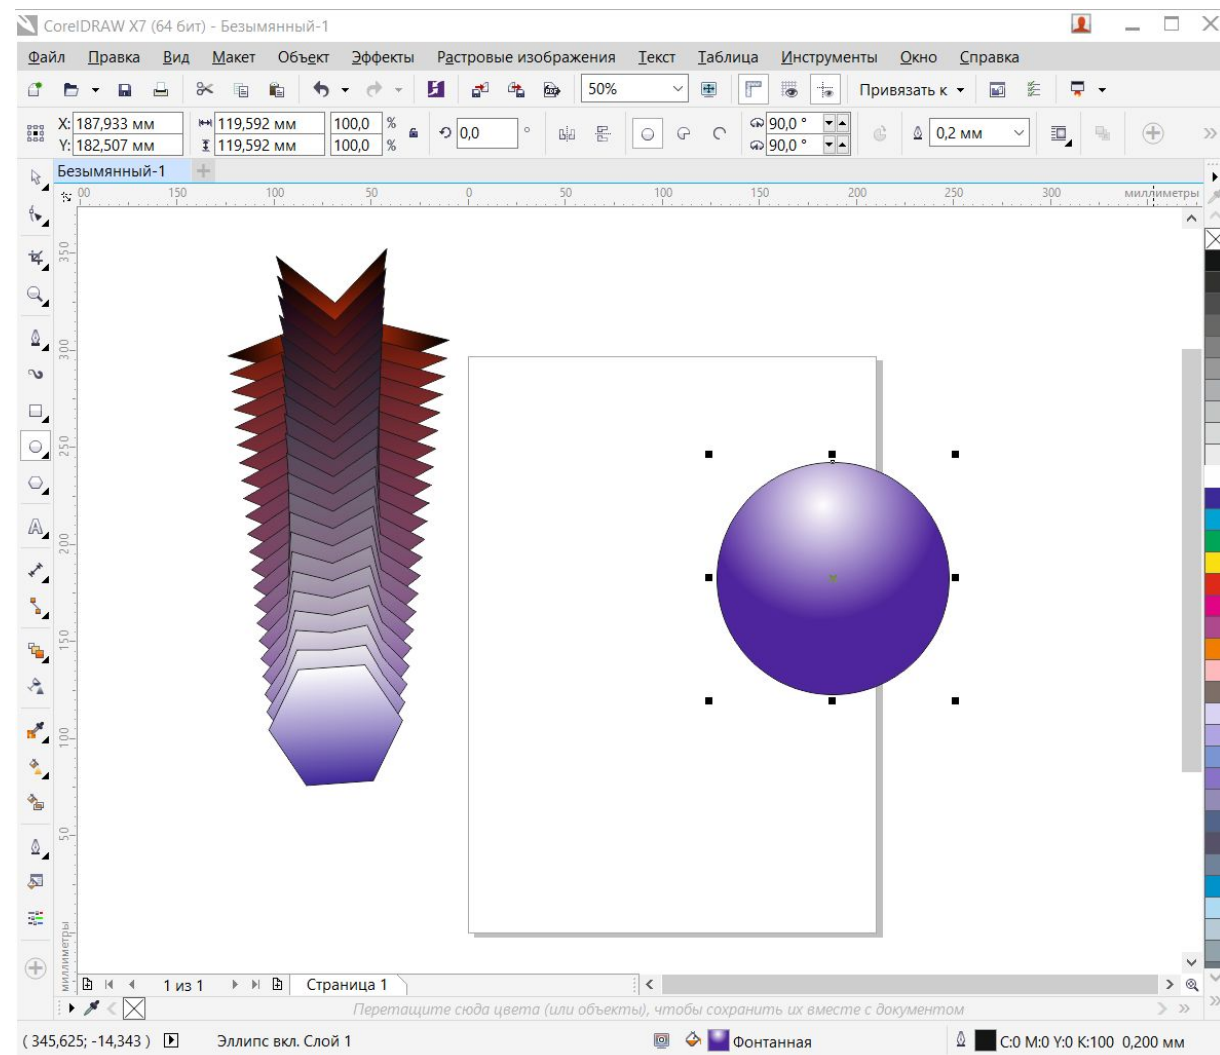 CorelDRAW X7 (64 бит) - Безымянный-1
Файл Правка Вид Макет Объект Эффекты Растровые изображения Текст Таблица Инструменты Окно Справка
50% Привязать к
X: 187,933 мм 119,592 мм 100,0 % 0,0 ° 90,0 ° 0,2 мм
Y: 182,507 мм 119,592 мм 100,0 % 90,0 °
Безымянный-1
00 150 100 50 0 50 100 150 200 250 300 миллиметры
350
300
250
200
150
100
50
миллиметры
1 из 1 Страница 1
Перетащите сюда цвета (или объекты), чтобы сохранить их вместе с документом
( 345,625; -14,343 ) Эллипс вкл. Слой 1 Фонтанная C:0 M:0 Y:0 K:100 0,200 мм